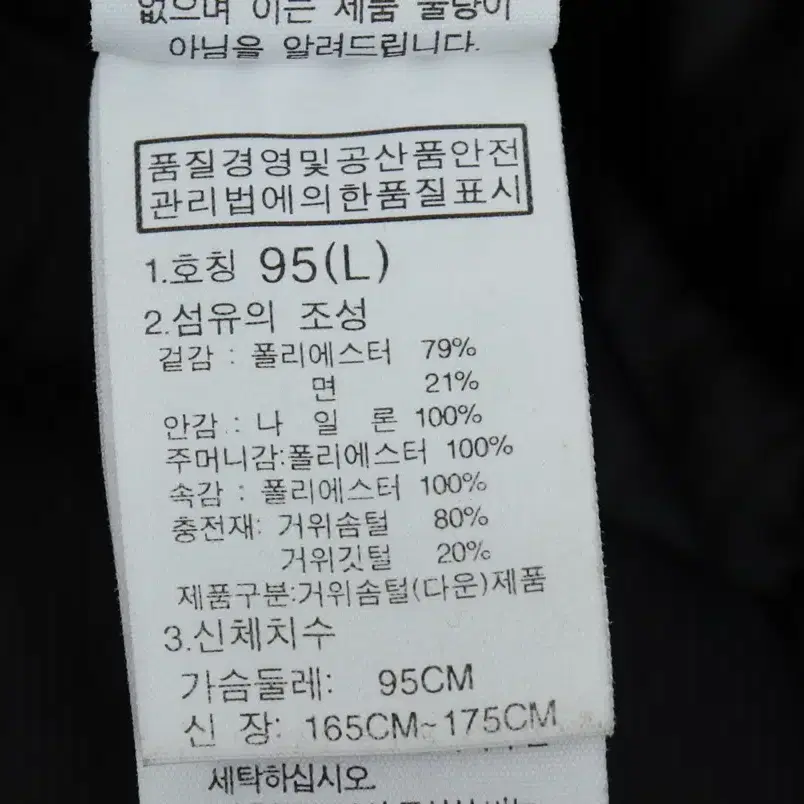 없으며 이는 제품 불량이
아님을 알려드립니다.
품질경영및공산품안전
관리법에의한품질표시
1.호칭 95(L)
2.섬유의 조성
겉감 : 폴리에스터 79%
면 21%
안감 : 나 일 론 100%
주머니감:폴리에스터 100%
속감 : 폴리에스터 100%
충전재: 거위솜털 80%
거위깃털 20%
제품구분:거위솜털(다운)제품
3.신체치수
가슴둘레: 95CM
신 장: 165CM~175CM
세탁하십시오.